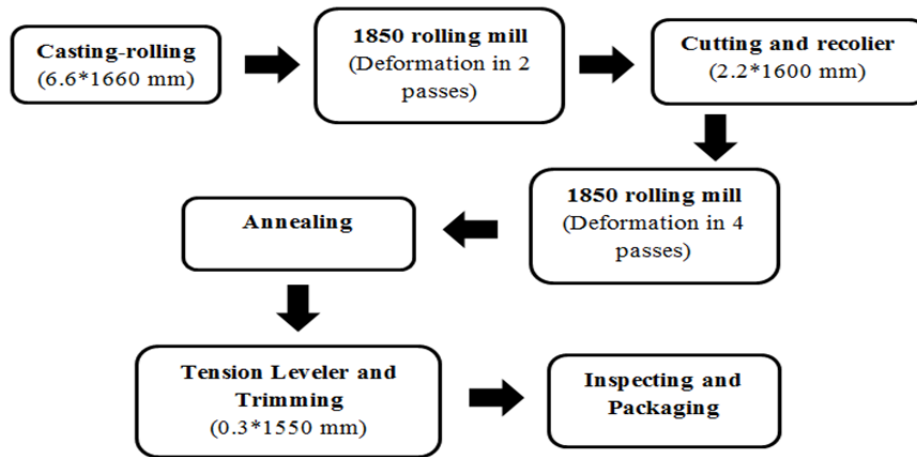 Casting-rolling
(6.6*1660 mm)
1850 rolling mill
(Deformation in 2
passes)
Cutting and recolier
(2.2*1600 mm)
1850 rolling mill
(Deformation in 4
passes)
Annealing
Tension Leveler and
Trimming
(0.3*1550 mm)
Inspecting and
Packaging